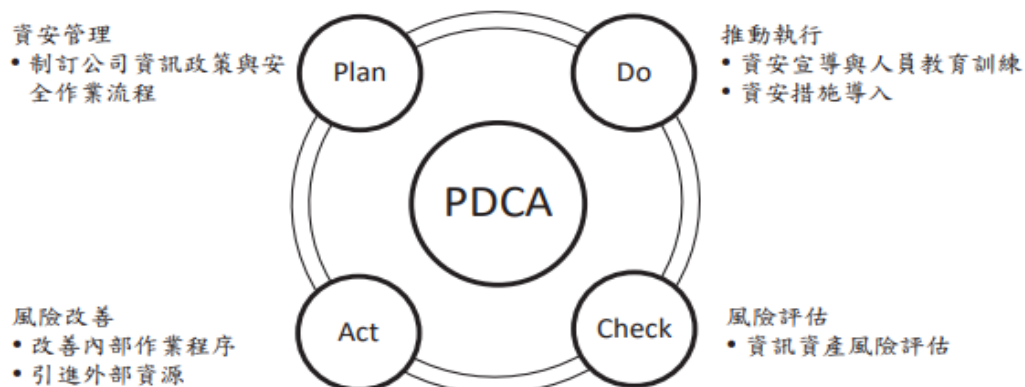 資安管理
• 制訂公司資訊政策與安
全作業流程
Plan
Do
推動執行
• 資安宣導與人員教育訓練
• 資安措施導入
PDCA
風險改善
• 改善內部作業程序
• 引進外部資源
Act
Check
風險評估
• 資訊資產風險評估